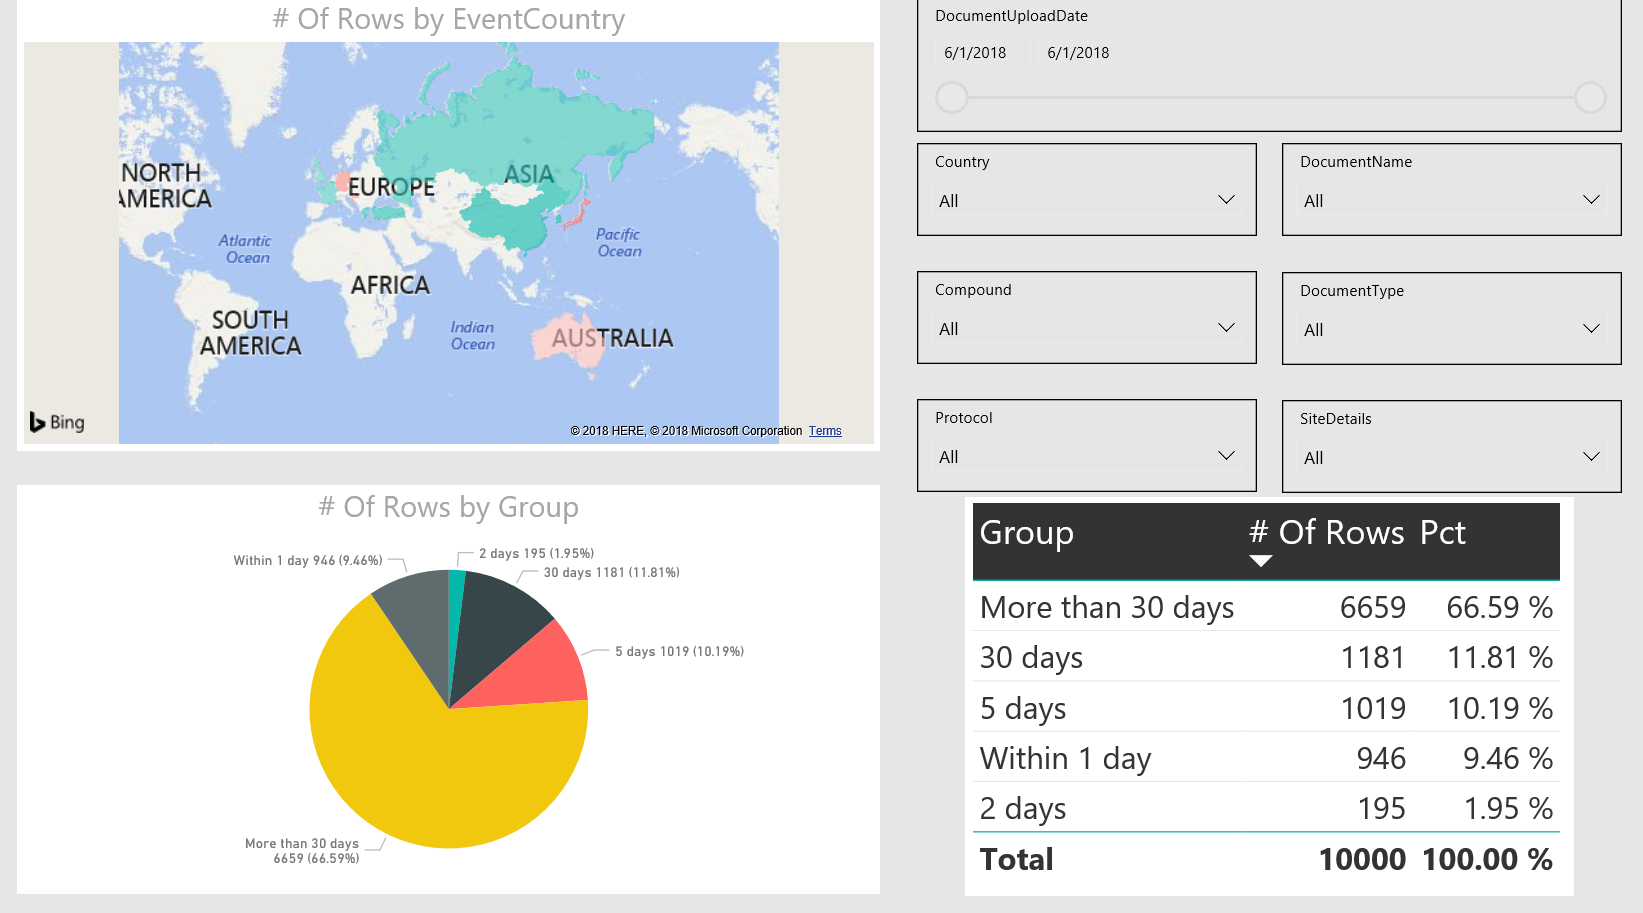 # Of Rows by EventCountry
NORTH
AMERICA
EUROPE
ASIA
Atlantic
Ocean
Pacific
Ocean
AFRICA
SOUTH
AMERICA
Indian
Ocean
AUSTRALIA
Bing
© 2018 HERE, © 2018 Microsoft Corporation Terms
DocumentUploadDate
6/1/2018 6/1/2018
Country
All
DocumentName
All
Compound
All
DocumentType
All
Protocol
All
SiteDetails
All
# Of Rows by Group
Within 1 day 946 (9.46%)
2 days 195 (1.95%)
30 days 1181 (11.81%)
5 days 1019 (10.19%)
More than 30 days
6659 (66.59%)
Group # Of Rows Pct
More than 30 days 6659 66.59 %
30 days 1181 11.81 %
5 days 1019 10.19 %
Within 1 day 946 9.46 %
2 days 195 1.95 %
Total 10000 100.00 %